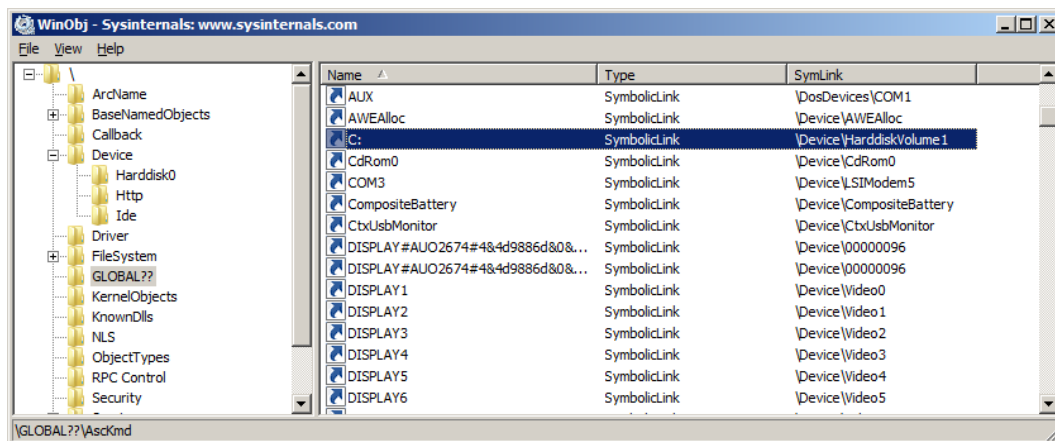 WinObj - Sysinternals: www.sysinternals.com
File View Help
\
ArcName
BaseNamedObjects
Callback
Device
Harddisk0
Http
Ide
Driver
FileSystem
GLOBAL??
KernelObjects
KnownDlls
NLS
ObjectTypes
RPC Control
Security
Name Type SymLink
AUX SymbolicLink \DosDevices\COM1
AWEAlloc SymbolicLink \Device\AWEAlloc
C: SymbolicLink \Device\HarddiskVolume1
CdRom0 SymbolicLink \Device\CdRom0
COM3 SymbolicLink \Device\LSIModem5
CompositeBattery SymbolicLink \Device\CompositeBattery
CtxUsbMonitor SymbolicLink \Device\CtxUsbMonitor
DISPLAY#AUO2674#4&4d9886d&0&... SymbolicLink \Device\00000096
DISPLAY#AUO2674#4&4d9886d&0&... SymbolicLink \Device\00000096
DISPLAY1 SymbolicLink \Device\Video0
DISPLAY2 SymbolicLink \Device\Video1
DISPLAY3 SymbolicLink \Device\Video2
DISPLAY4 SymbolicLink \Device\Video3
DISPLAY5 SymbolicLink \Device\Video4
DISPLAY6 SymbolicLink \Device\Video5
\GLOBAL??\AscKmd